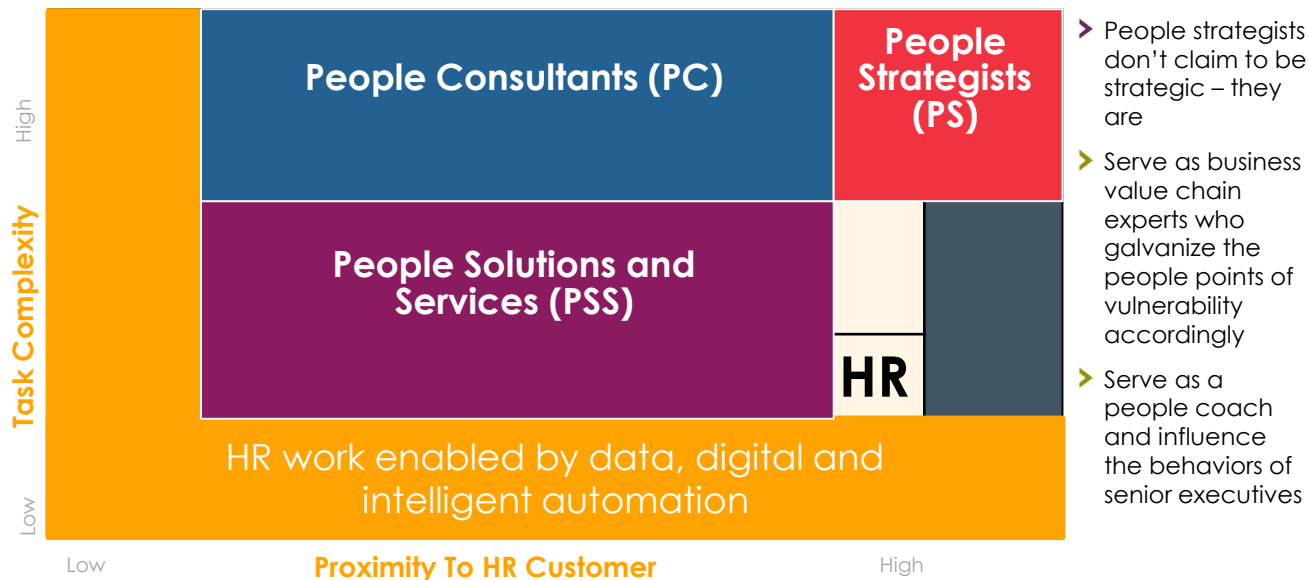 People Consultants (PC)
People
Strategists
(PS)
People Solutions and
Services (PSS)
HR
HR work enabled by data, digital and
intelligent automation
High
Task Complexity
Low
Low
Proximity To HR Customer
High
People strategists
don’t claim to be
strategic – they
are
Serve as business
value chain
experts who
galvanize the
people points of
vulnerability
accordingly
Serve as a
people coach
and influence
the behaviors of
senior executives